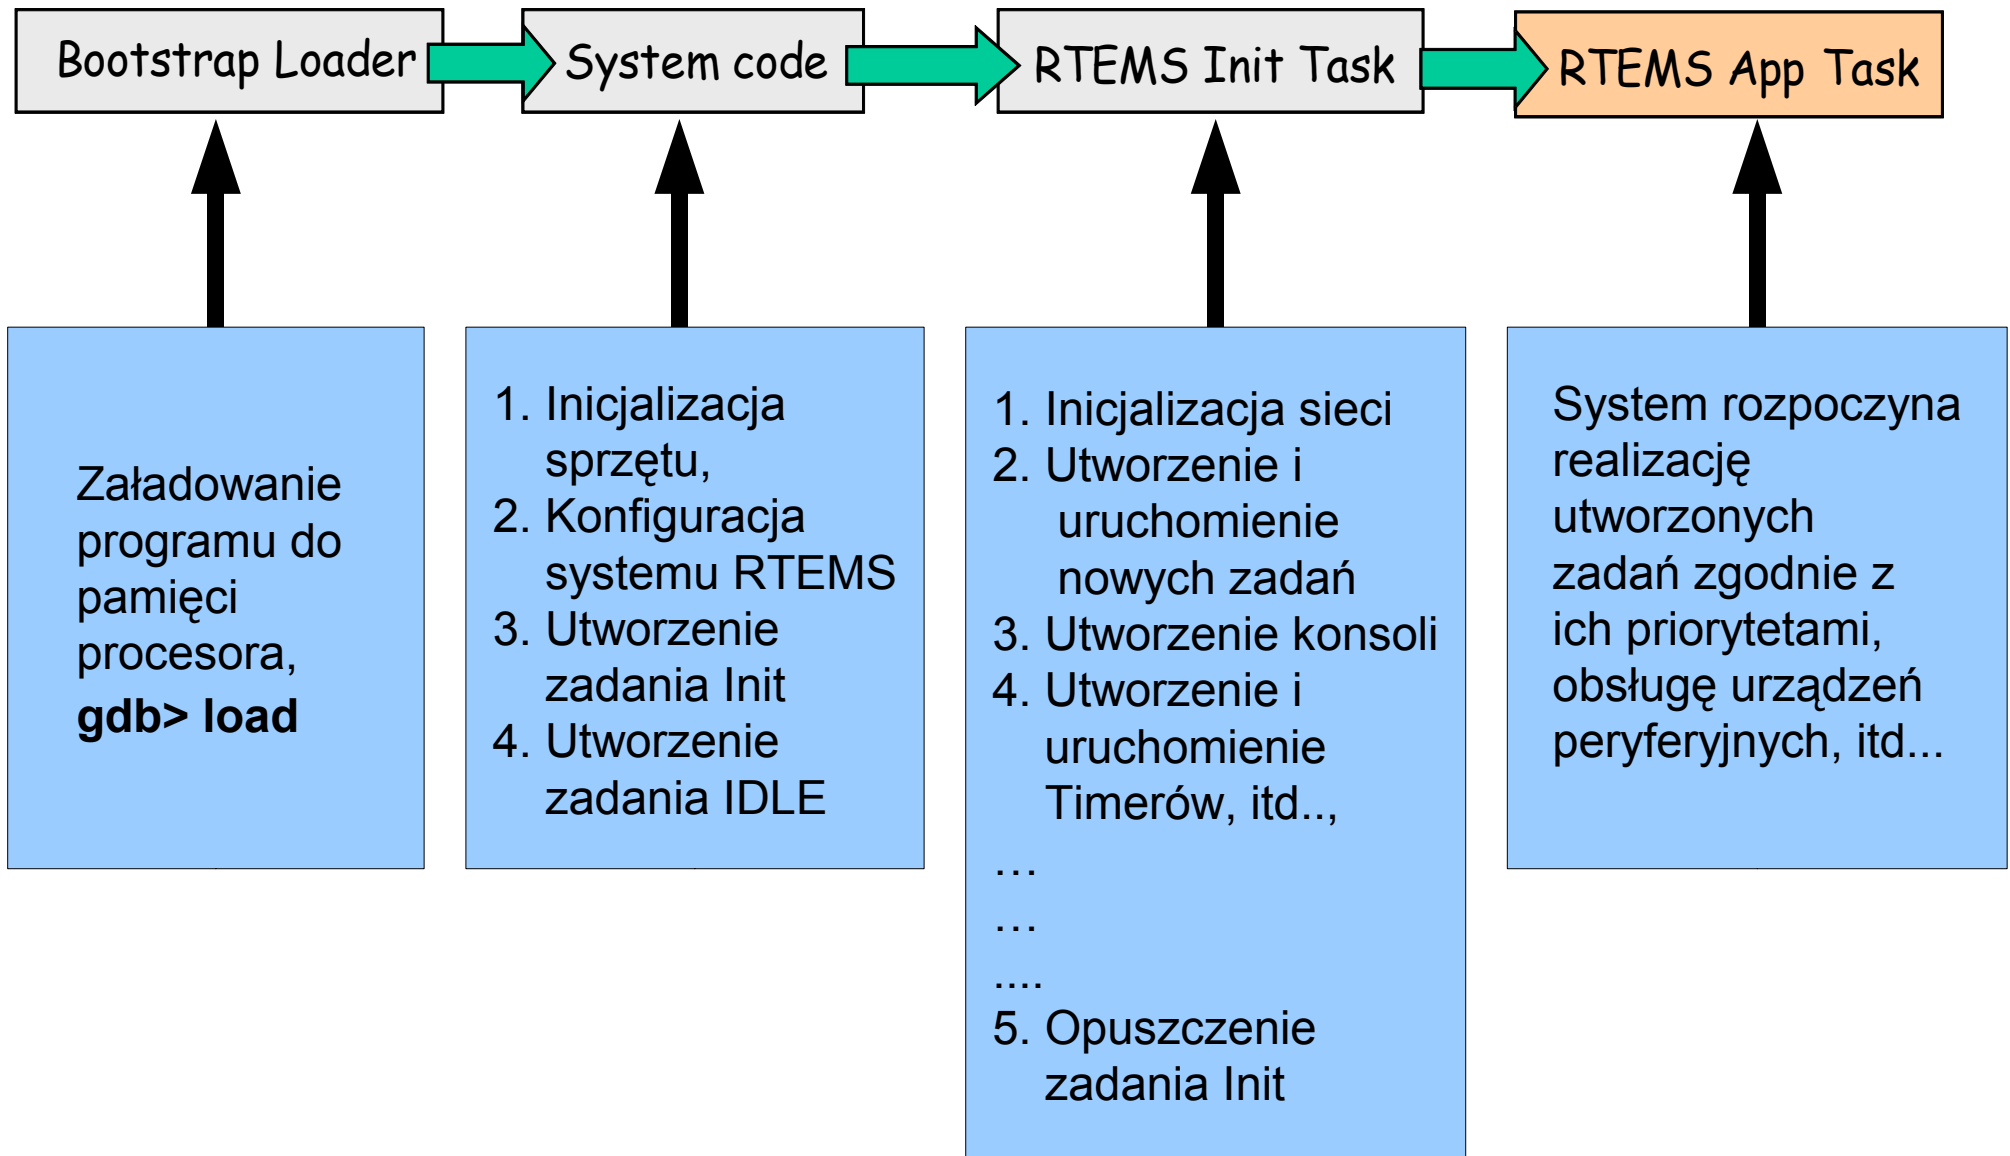 Bootstrap Loader
System code
RTEMS Init Task
RTEMS App Task
Załadowanie
programu do
pamięci
procesora,
gdb> load
1. Inicjalizacja
sprzętu,
2. Konfiguracja
systemu RTEMS
3. Utworzenie
zadania Init
4. Utworzenie
zadania IDLE
1. Inicjalizacja sieci
2. Utworzenie i
uruchomienie
nowych zadań
3. Utworzenie konsoli
4. Utworzenie i
uruchomienie
Timerów, itd..,
…
…
....
5. Opuszczenie
zadania Init
System rozpoczyna
realizację
utworzonych
zadań zgodnie z
ich priorytetami,
obsługę urządzeń
peryferyjnych, itd...